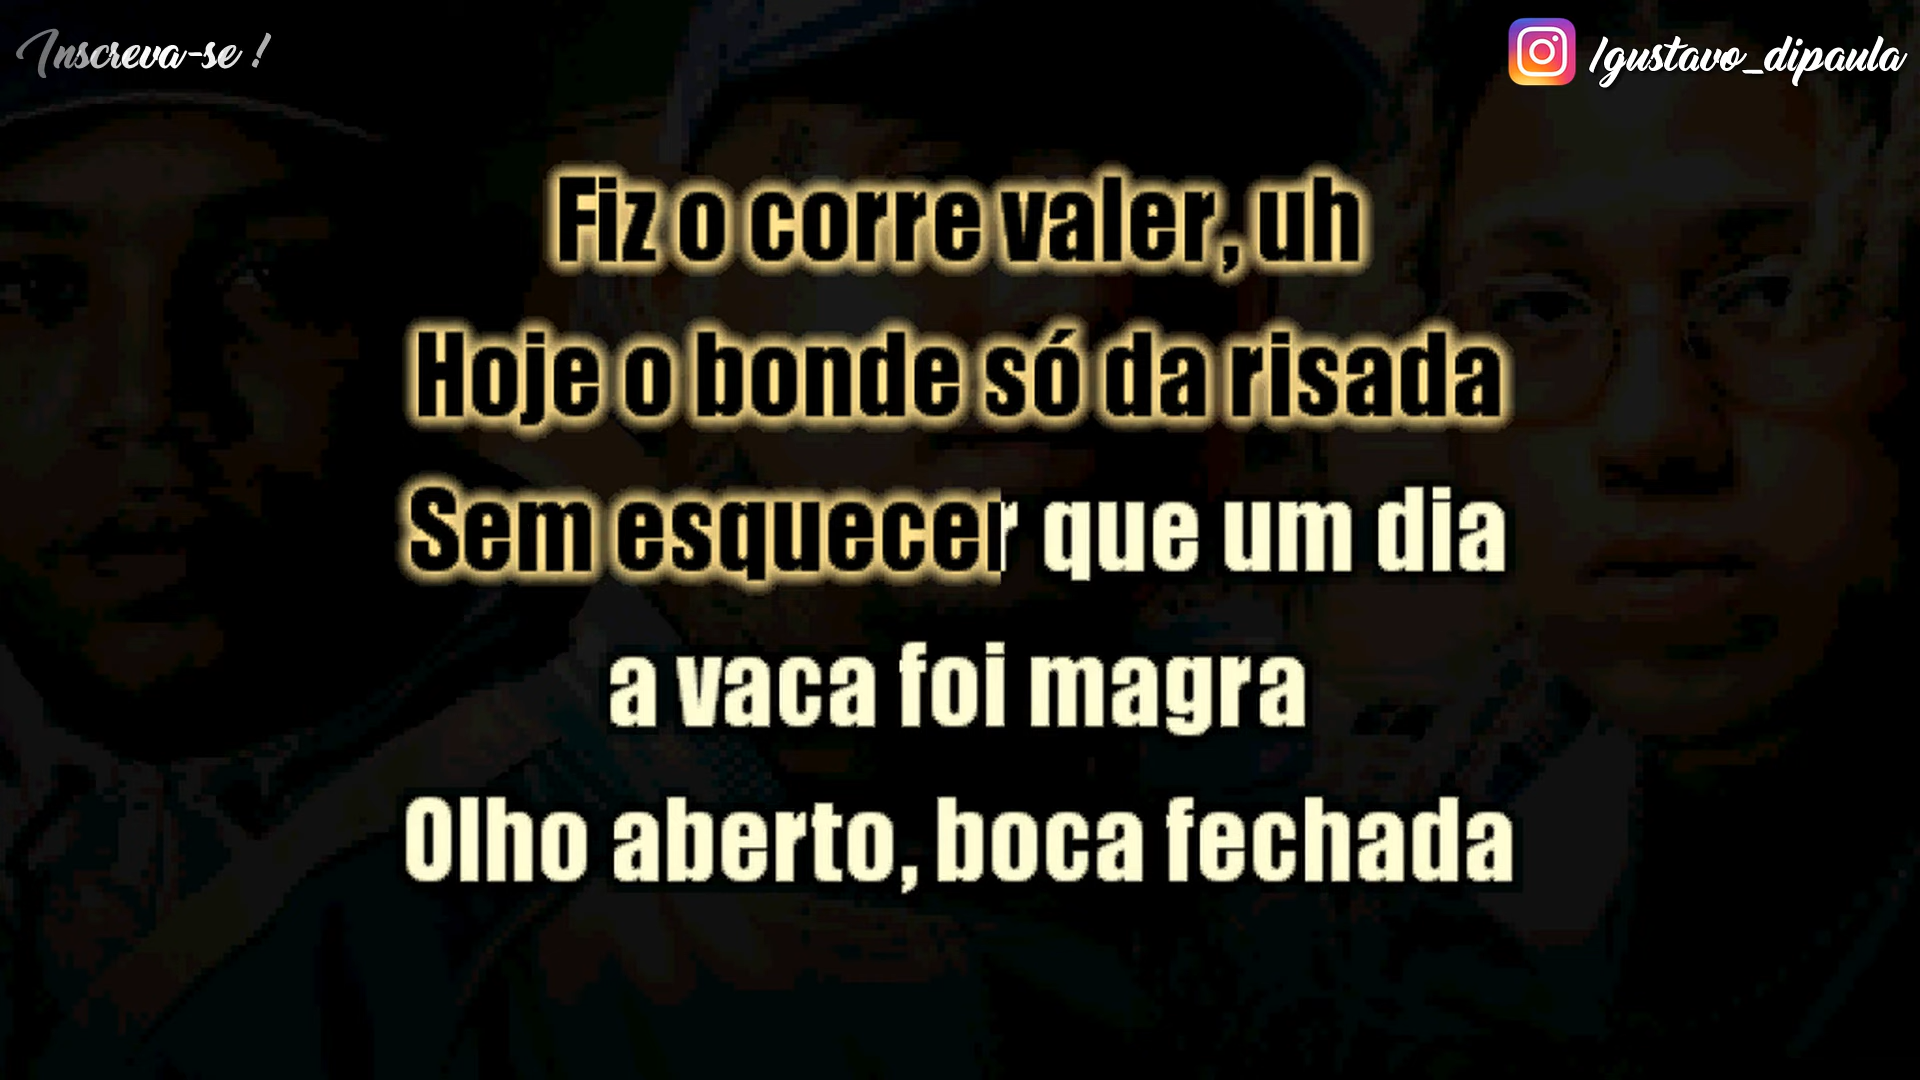 Inscreva-se !
/gustavo_dipaula
Fiz o corre valer, uh
Hoje o bonde só da risada
Sem esquecer que um dia
a vaca foi magra
Olho aberto, boca fechada